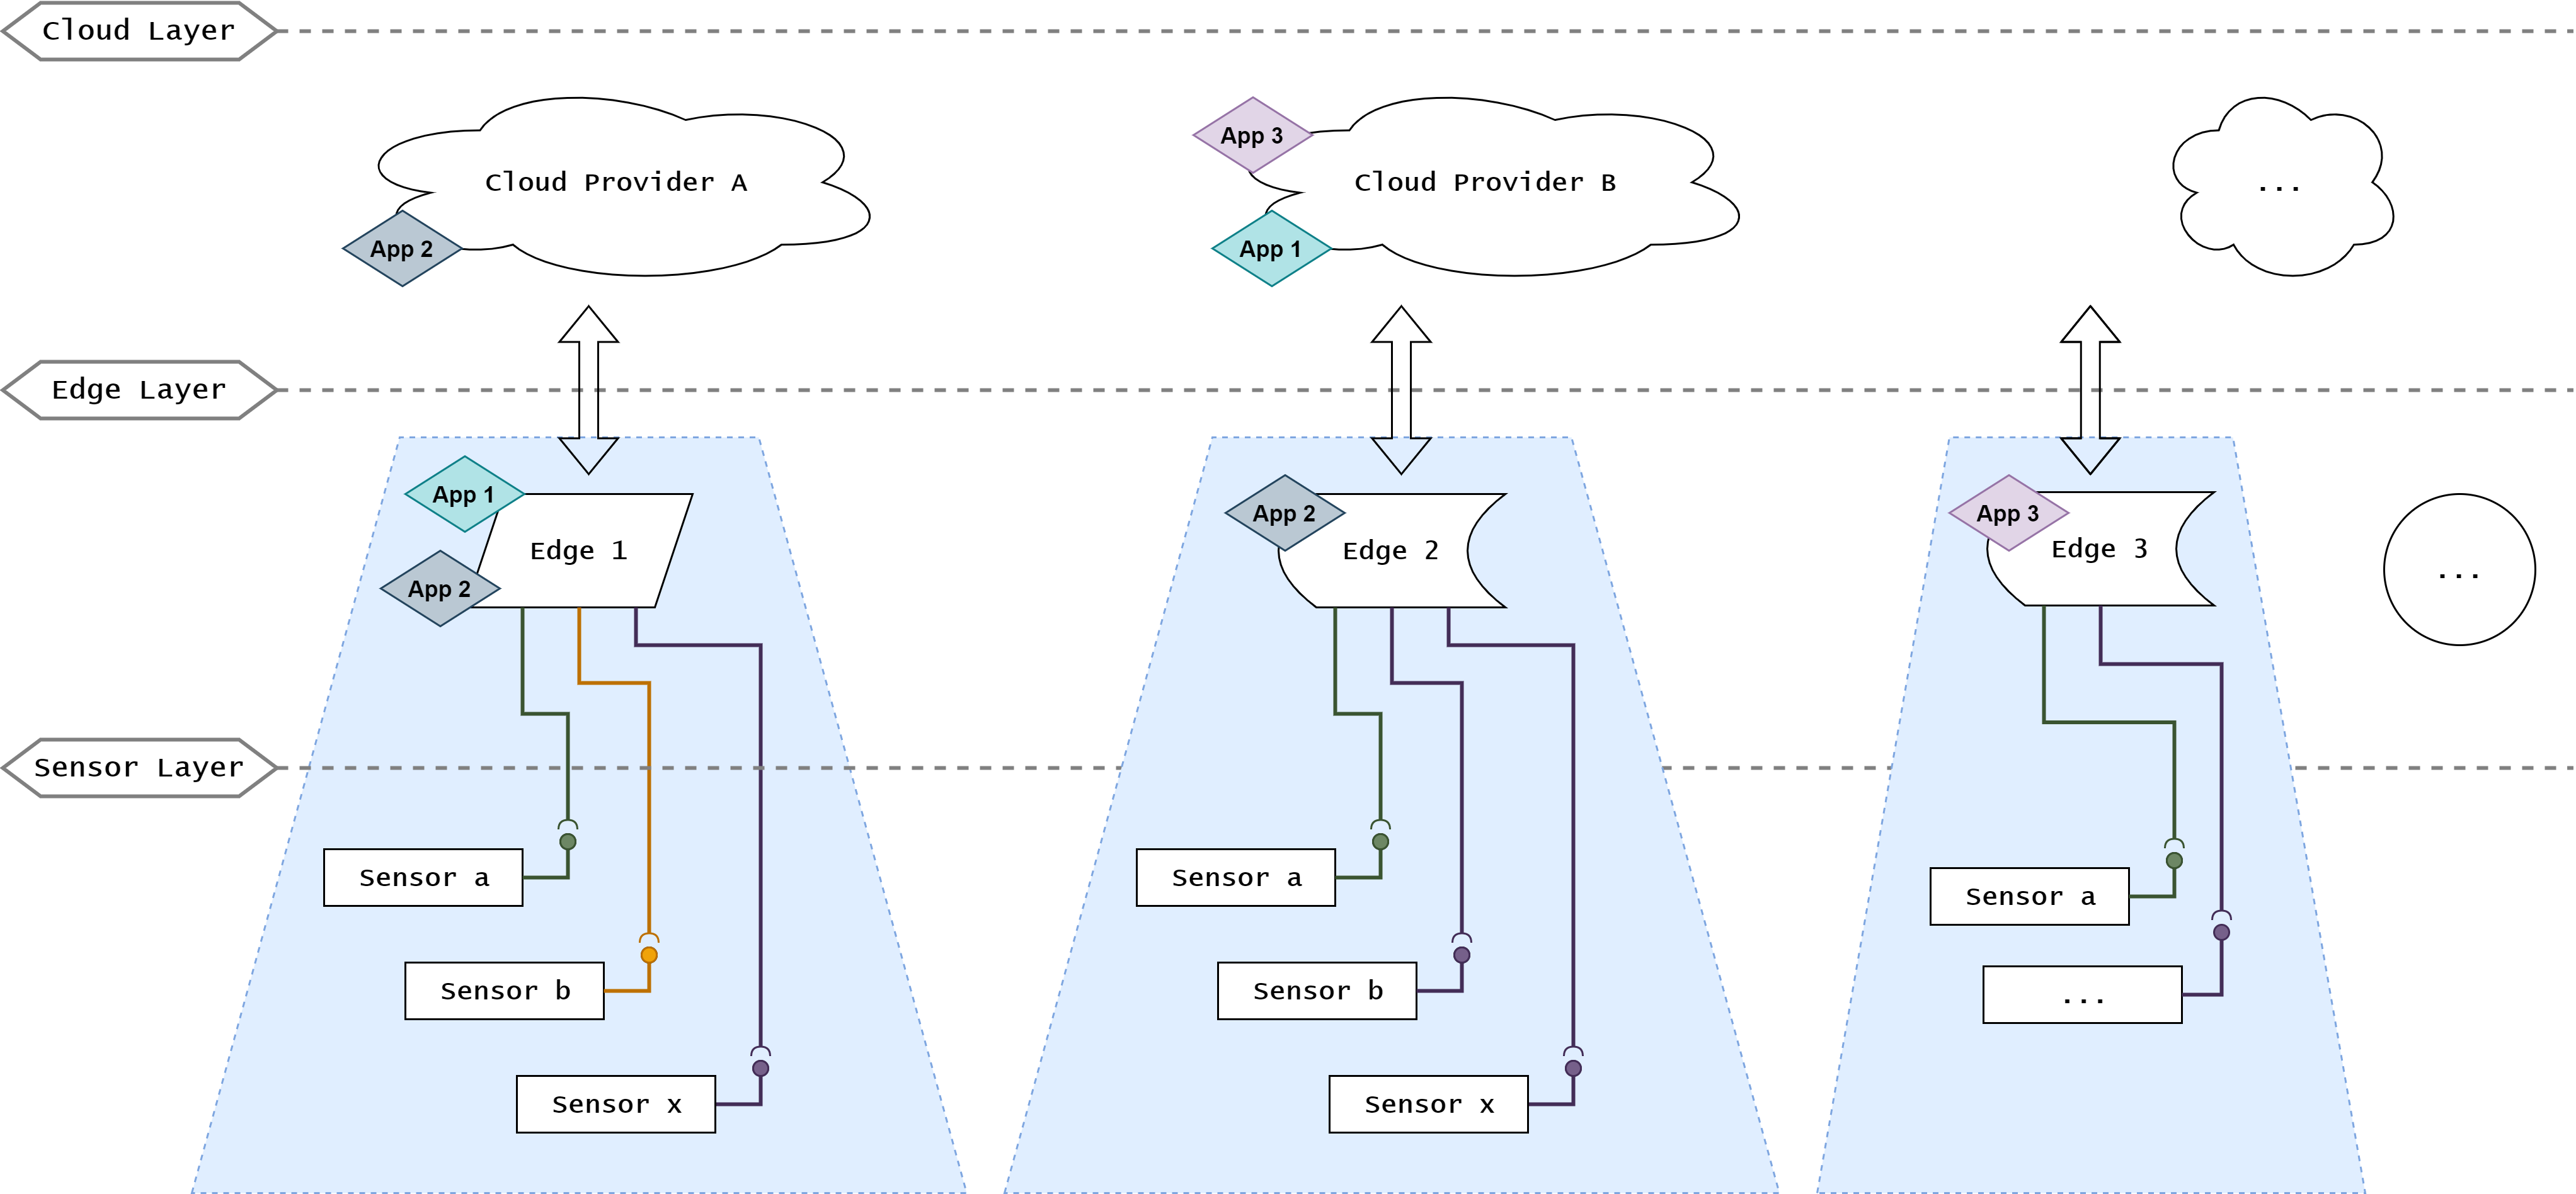 Cloud Layer
App 3
Cloud Provider A
Cloud Provider B
...
App 2
App 1
Edge Layer
App 1
App 2
App 3
Edge 1
Edge 2
Edge 3
...
App 2
Sensor Layer
Sensor a
Sensor a
Sensor a
Sensor b
Sensor b
...
Sensor x
Sensor x